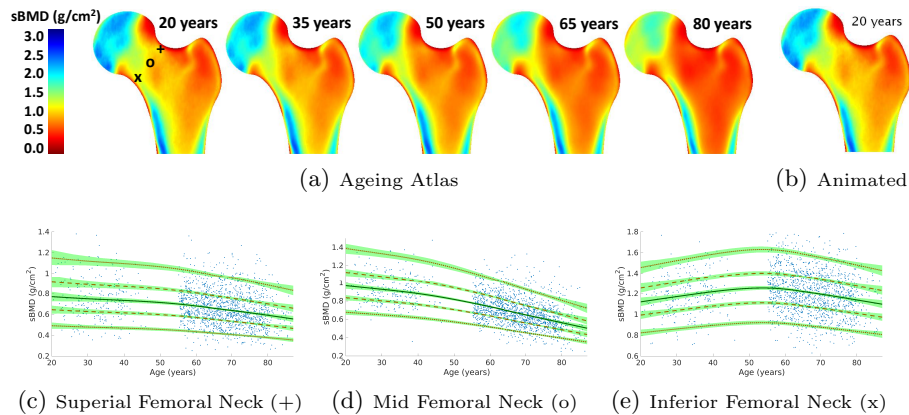 sBMD (g/cm²)
3.0
2.5
2.0
1.5
1.0
0.5
0.0
20 years
35 years
50 years
65 years
80 years
20 years
+
o
x
(a) Ageing Atlas
(b) Animated
1.4
1.2
1
0.8
0.6
0.4
0.2
sBMD (g/cm²)
20 30 40 50 60 70 80
Age (years)
1.4
1.2
1
0.8
0.6
0.4
0.2
sBMD (g/cm²)
20 30 40 50 60 70 80
Age (years)
1.8
1.6
1.4
1.2
1
0.8
0.6
sBMD (g/cm²)
20 30 40 50 60 70 80
Age (years)
(c) Superial Femoral Neck (+)
(d) Mid Femoral Neck (o)
(e) Inferior Femoral Neck (x)